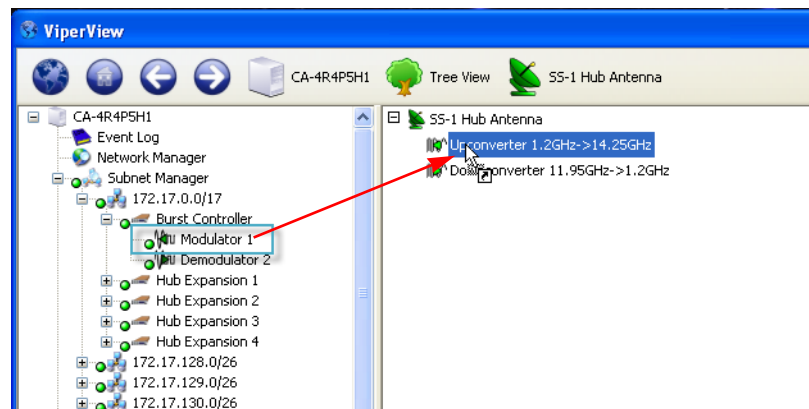 ViperView
CA-4R4P5H1
Tree View
SS-1 Hub Antenna
CA-4R4P5H1
Event Log
Network Manager
Subnet Manager
172.17.0.0/17
Burst Controller
Modulator 1
Demodulator 2
Hub Expansion 1
Hub Expansion 2
Hub Expansion 3
Hub Expansion 4
172.17.128.0/26
172.17.129.0/26
172.17.130.0/26
SS-1 Hub Antenna
Upconverter 1.2GHz->14.25GHz
11.95GHz->1.2GHz